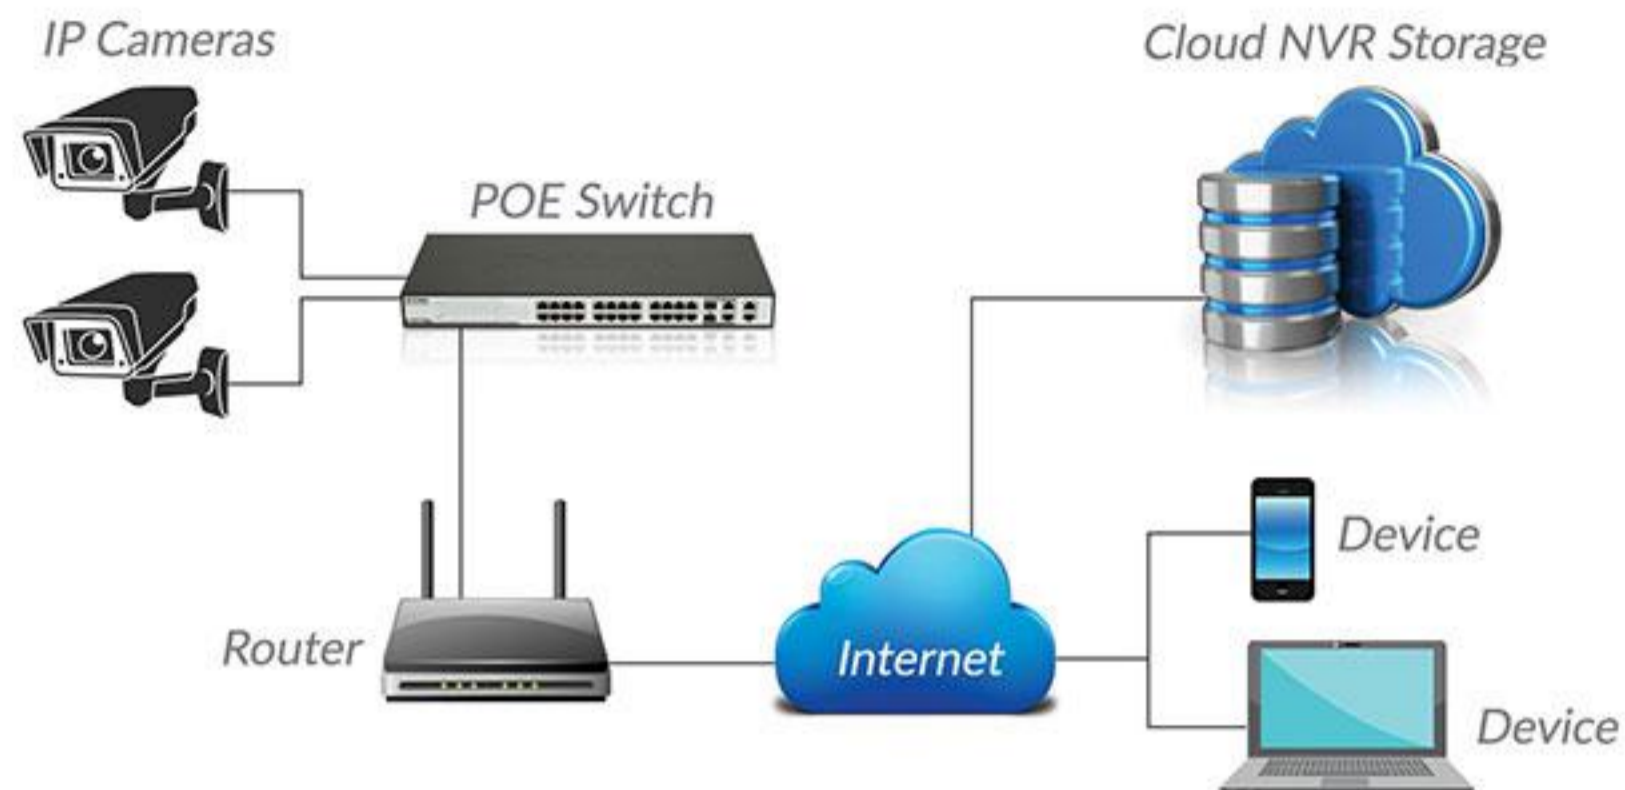 IP Cameras
Cloud NVR Storage
POE Switch
Device
Router
Internet
Device